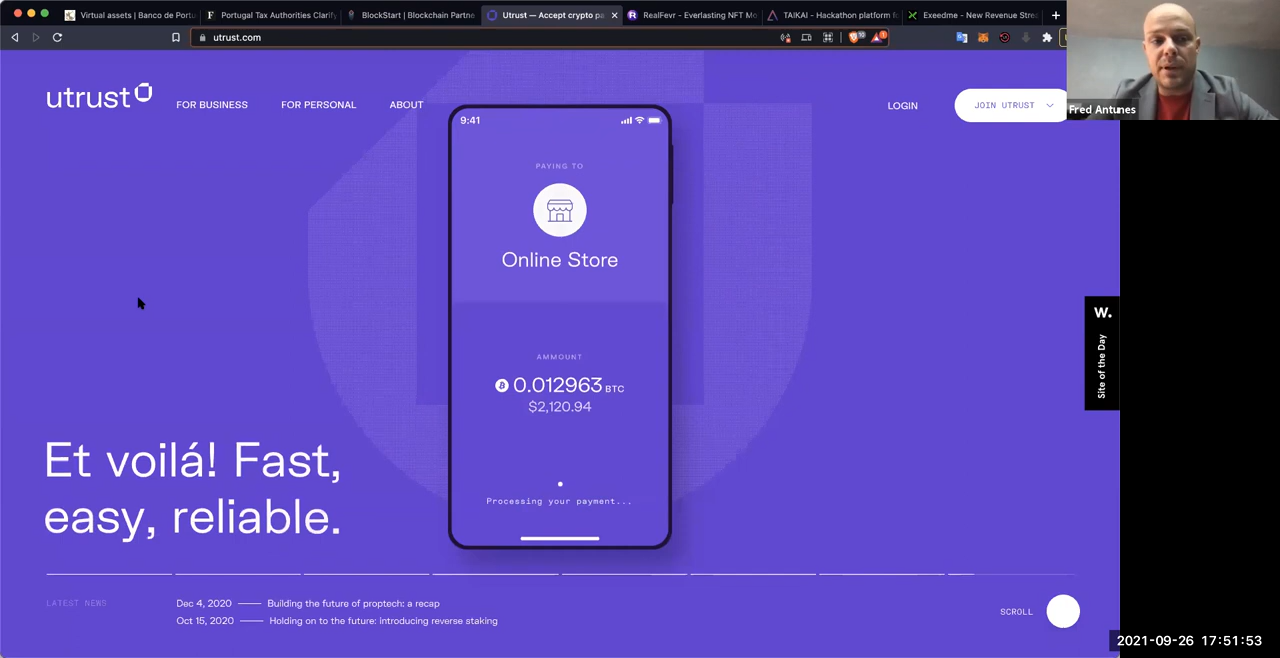 Virtual assets | Banco de Portu
Portugal Tax Authorities Clarify
BlockStart | Blockchain Partne
Utrust — Accept crypto pa
RealFevr - Everlasting NFT Mo
TAIKAI - Hackathon platform f
Exeedme - New Revenue Strea
utrust.com
10
1
utrust
FOR BUSINESS
FOR PERSONAL
ABOUT
LOGIN
JOIN UTRUST
Fred Antunes
9:41
PAYING TO
Online Store
AMMOUNT
0.012963 BTC
$2,120.94
Processing your payment...
W.
Site of the Day
Et voilá! Fast,
easy, reliable.
LATEST NEWS
Dec 4, 2020 Building the future of proptech: a recap
Oct 15, 2020 Holding on to the future: introducing reverse staking
SCROLL
2021-09-26 17:51:53